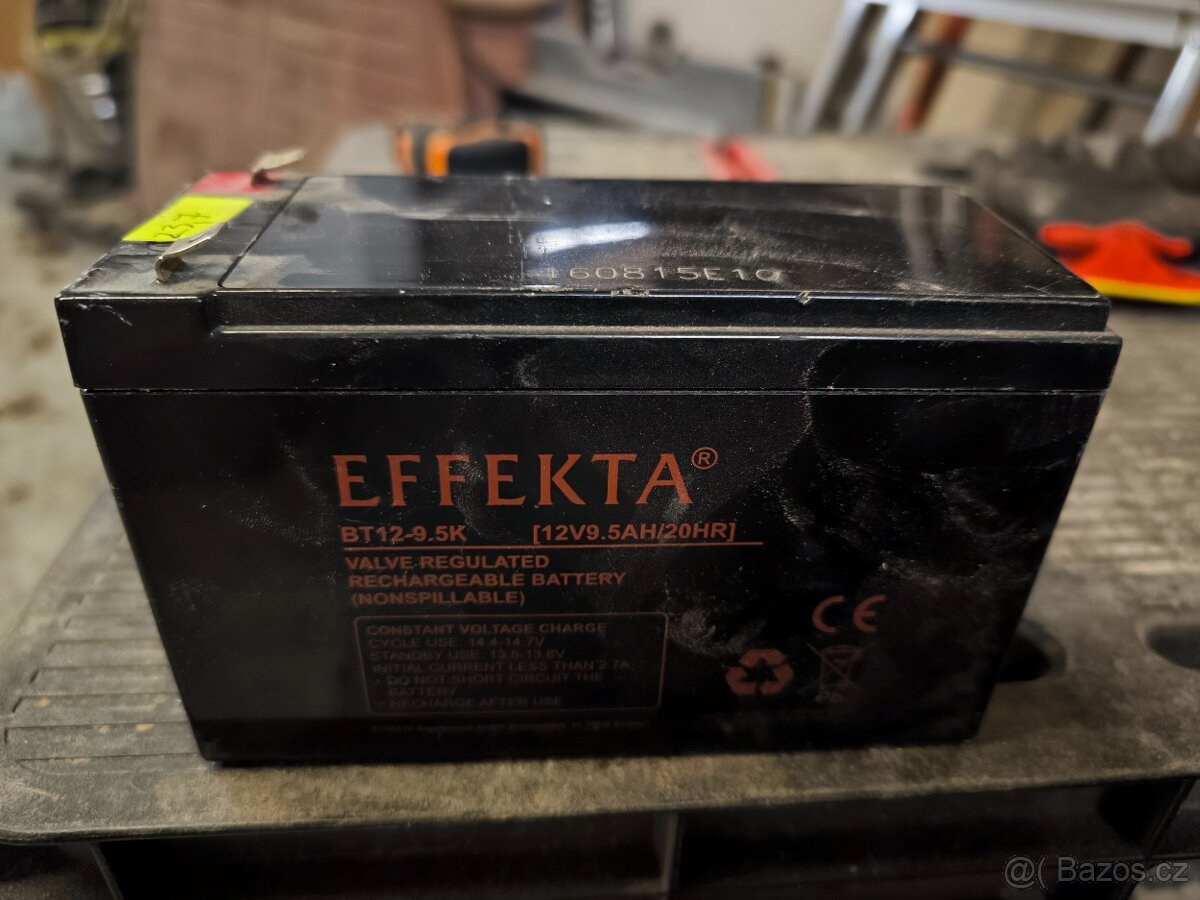 160815E1
EFFEKTA®
BT12-9.5K [12V9.5AH/20HR]
VALVE REGULATED
RECHARGEABLE BATTERY
(NONSPILLABLE)
CONSTANT VOLTAGE CHARGE
CYCLE USE : 14.4-14.7V
STANDBY USE : 13.5-13.8V
INITIAL CURRENT LESS THAN 2.7A
• DO NOT SHORT CIRCUIT THE
BATTERY
• RECHARGE AFTER USE
CE
Pb
@( Bazos.cz